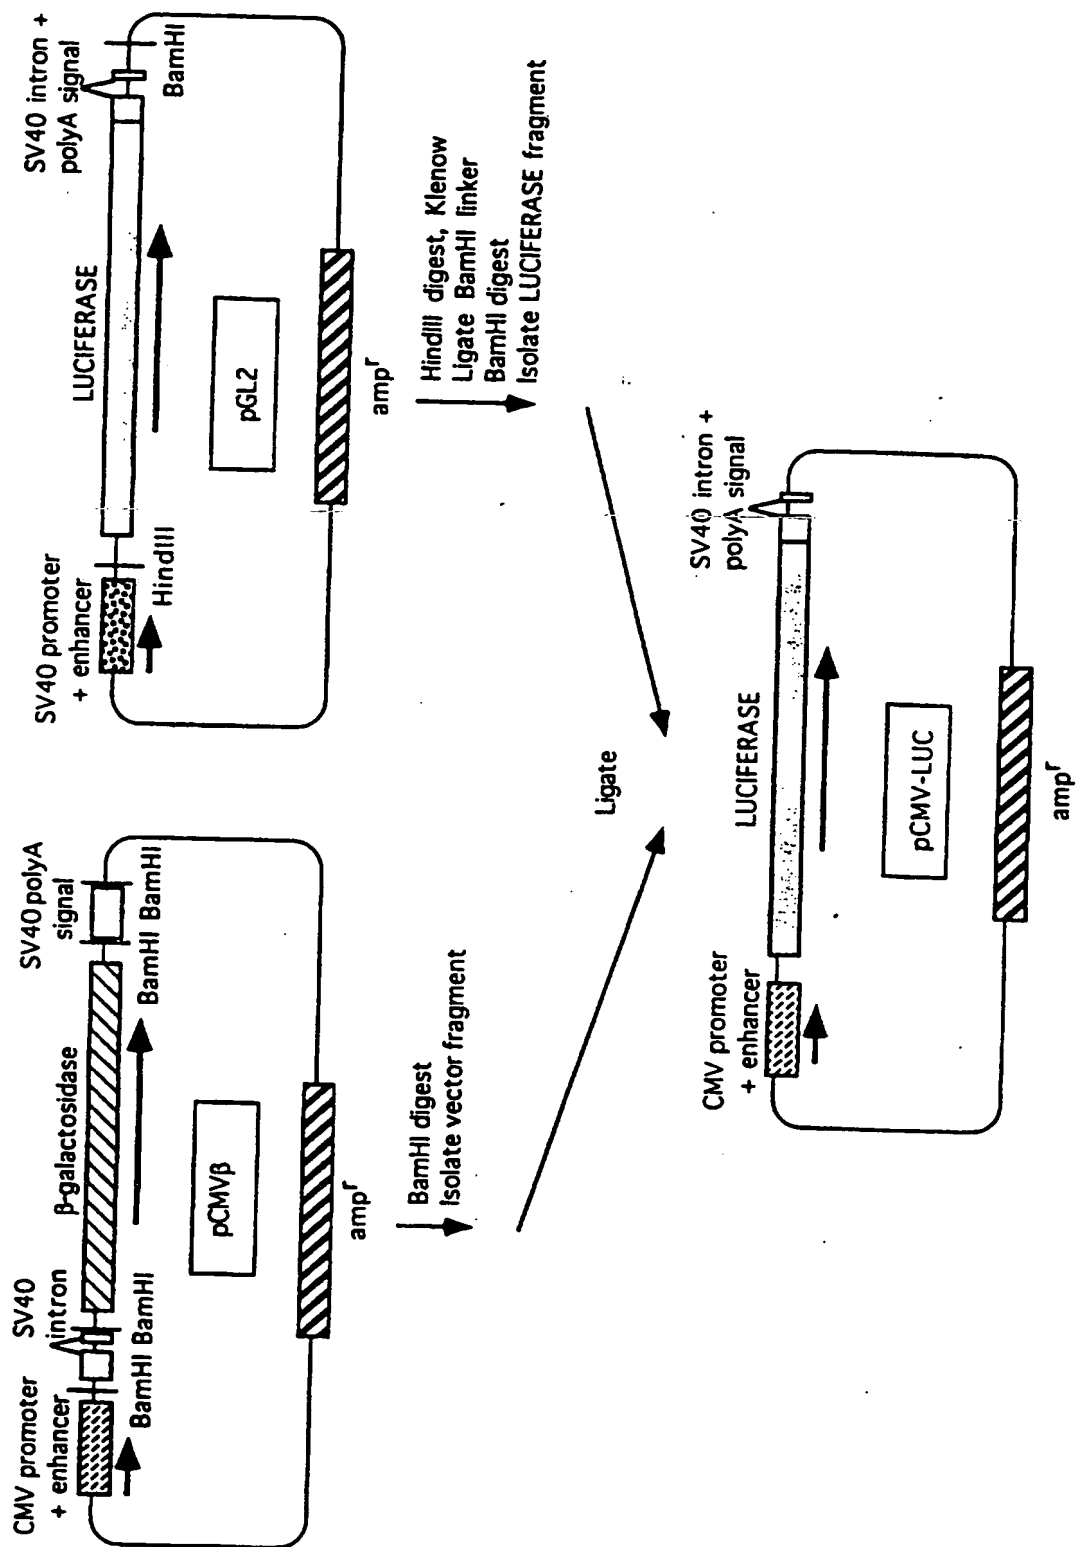 CMV promoter
+ enhancer
SV40
intron
β-galactosidase
SV40 polyA
signal
BamHI BamHI
BamHI BamHI
pCMVβ
amp^r
BamHI digest
Isolate vector fragment
SV40 promoter
+ enhancer
HindIII
LUCIFERASE
SV40 intron +
polyA signal
BamHI
pGL2
amp^r
HindIII digest, Klenow
Ligate BamHI linker
BamHI digest
Isolate LUCIFERASE fragment
Ligate
CMV promoter
+ enhancer
LUCIFERASE
SV40 intron +
polyA signal
pCMV-LUC
amp^r